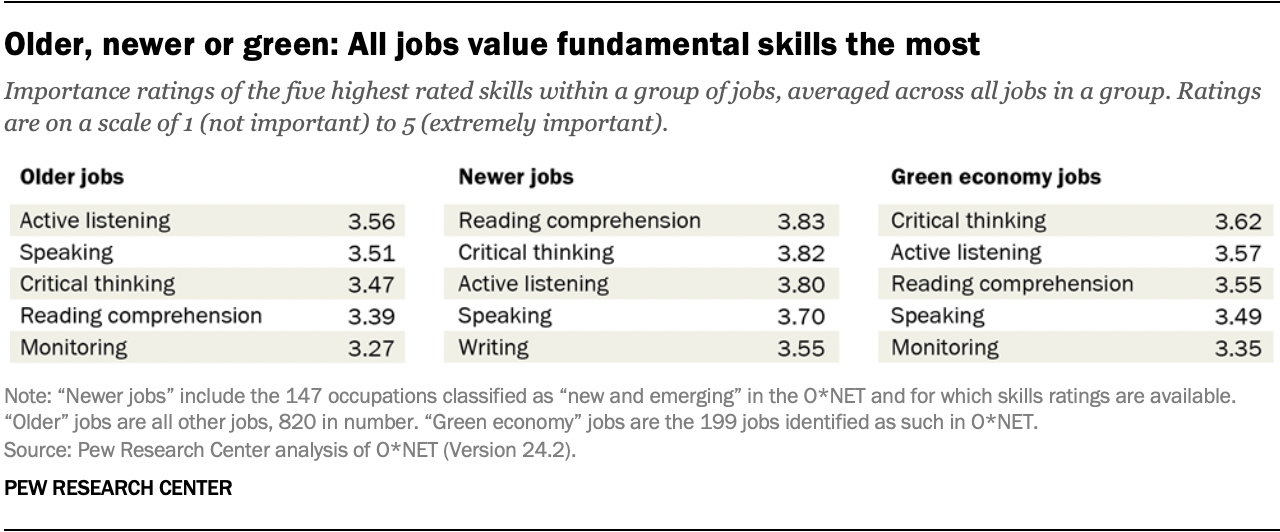 Older, newer or green: All jobs value fundamental skills the most
Importance ratings of the five highest rated skills within a group of jobs, averaged across all jobs in a group. Ratings
are on a scale of 1 (not important) to 5 (extremely important).
Older jobs
Active listening 3.56
Speaking 3.51
Critical thinking 3.47
Reading comprehension 3.39
Monitoring 3.27
Newer jobs
Reading comprehension 3.83
Critical thinking 3.82
Active listening 3.80
Speaking 3.70
Writing 3.55
Green economy jobs
Critical thinking 3.62
Active listening 3.57
Reading comprehension 3.55
Speaking 3.49
Monitoring 3.35
Note: “Newer jobs” include the 147 occupations classified as “new and emerging” in the O*NET and for which skills ratings are available.
“Older” jobs are all other jobs, 820 in number. “Green economy” jobs are the 199 jobs identified as such in O*NET.
Source: Pew Research Center analysis of O*NET (Version 24.2).
PEW RESEARCH CENTER